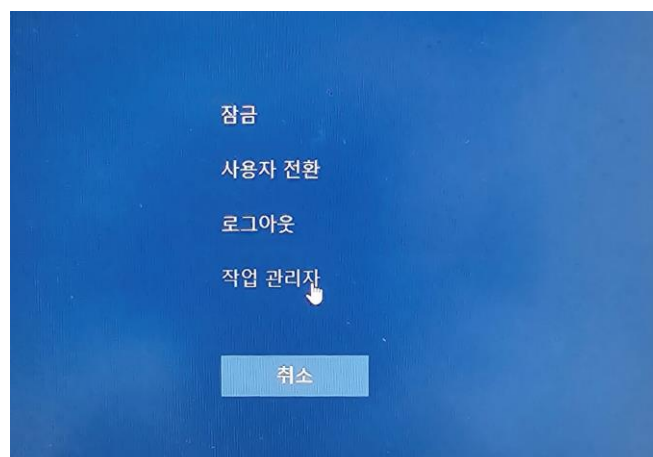 잠금
사용자 전환
로그아웃
작업 관리자
취소